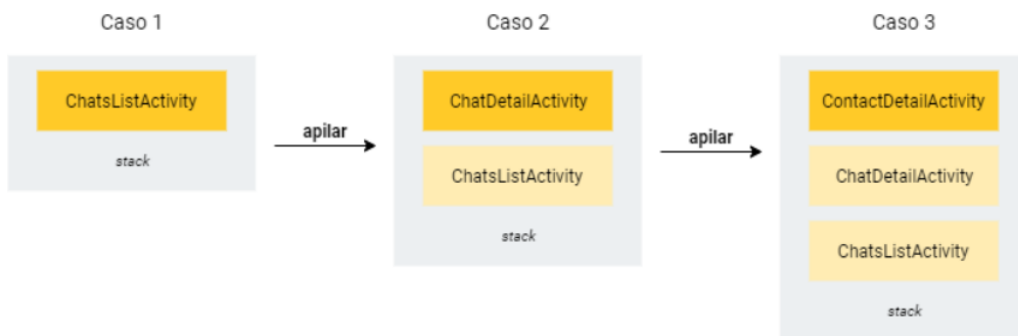 Caso 1
ChatsListActivity
stack
apilar
Caso 2
ChatDetailActivity
ChatsListActivity
stack
apilar
Caso 3
ContactDetailActivity
ChatDetailActivity
ChatsListActivity
stack